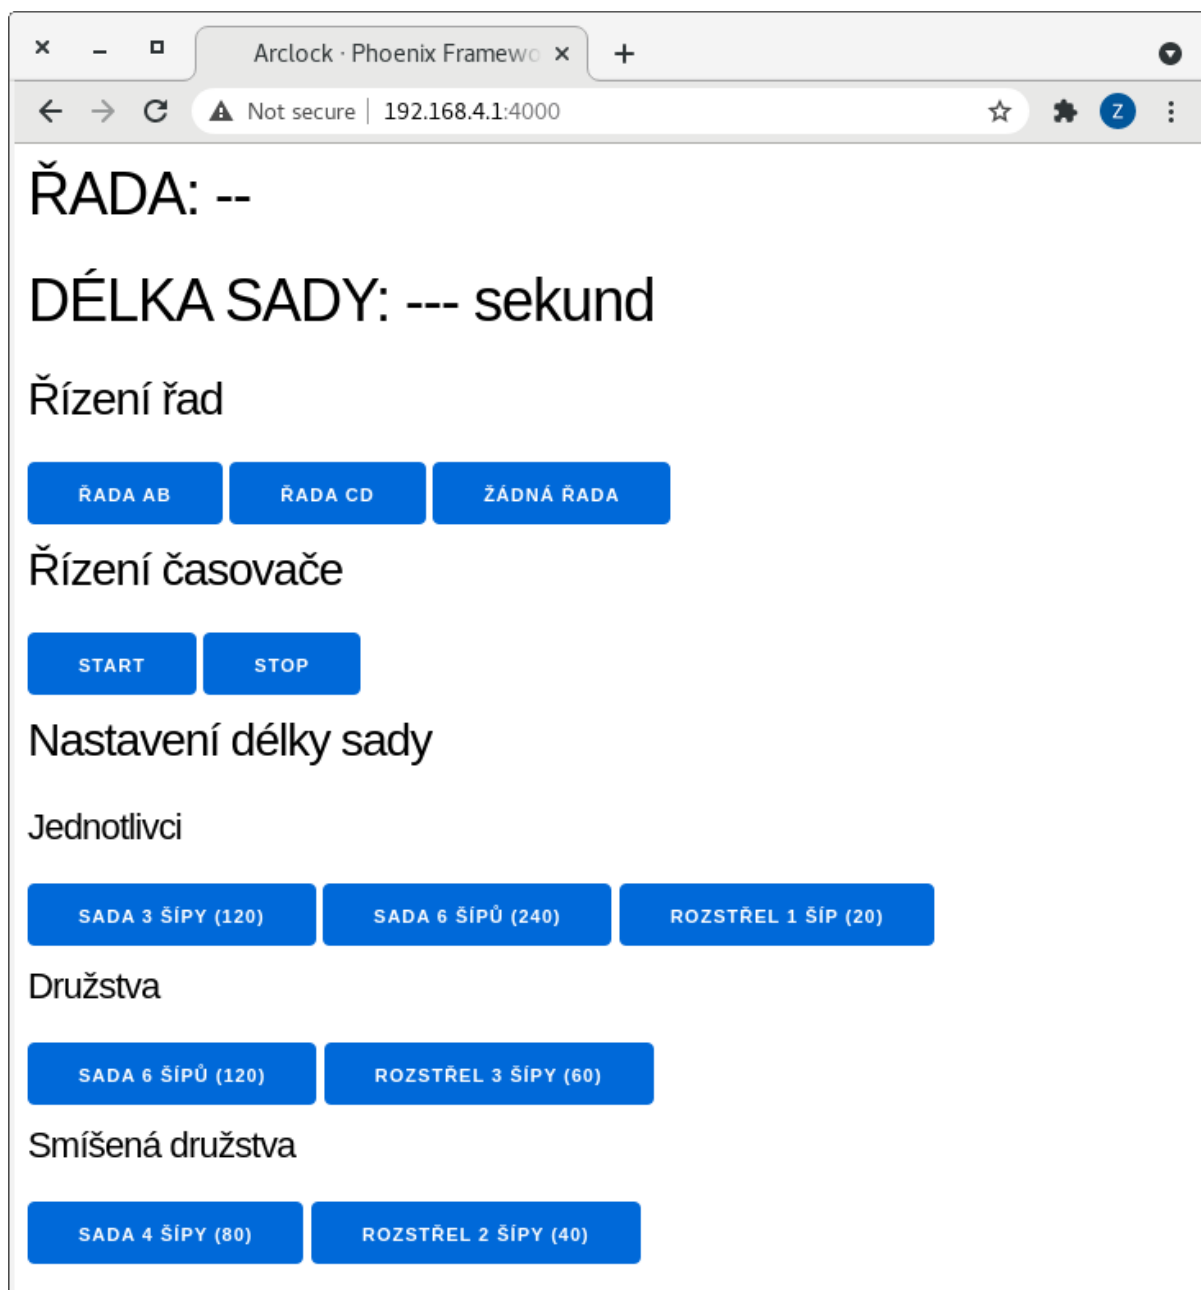 Arclock · Phoenix Framewo
Not secure | 192.168.4.1:4000
Z
ŘADA: --
DÉLKA SADY: --- sekund
Řízení řad
ŘADA AB ŘADA CD ŽÁDNÁ ŘADA
Řízení časovače
START STOP
Nastavení délky sady
Jednotlivci
SADA 3 ŠÍPY (120) SADA 6 ŠÍPŮ (240) ROZSTŘEL 1 ŠÍP (20)
Družstva
SADA 6 ŠÍPŮ (120) ROZSTŘEL 3 ŠÍPY (60)
Smíšená družstva
SADA 4 ŠÍPY (80) ROZSTŘEL 2 ŠÍPY (40)